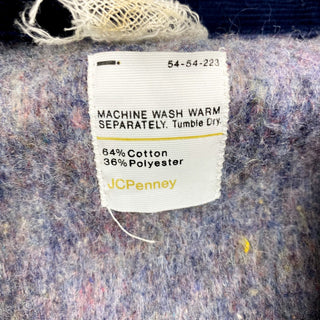 54-54-223
MACHINE WASH WARM
SEPARATELY. Tumble Dry.
64% Cotton
36% Polyester
JCPenney